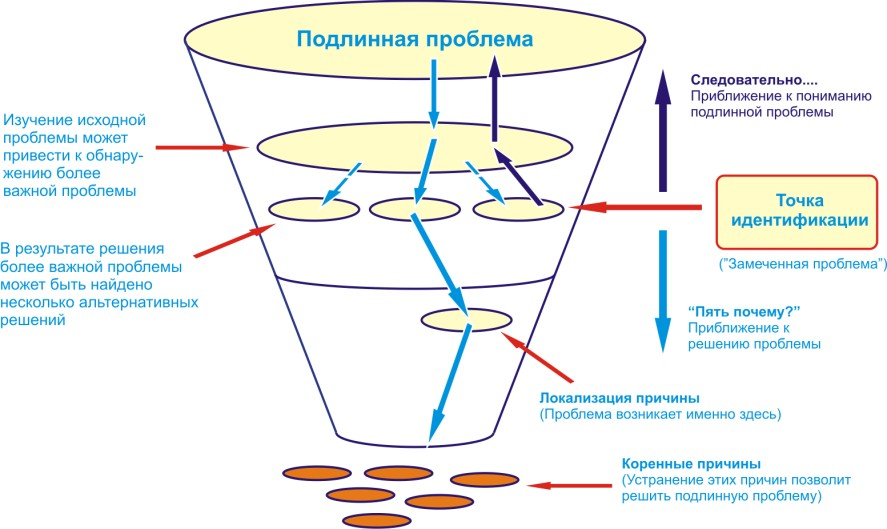 Подлинная проблема
Следовательно....
Приближение к пониманию
подлинной проблемы
Изучение исходной
проблемы может
привести к обнару-
жению более
важной проблемы
Точка
идентификации
("Замеченная проблема")
В результате решения
более важной проблемы
может быть найдено
несколько альтернативных
решений
“Пять почему?”
Приближение к
решению проблемы
Локализация причины
(Проблема возникает именно здесь)
Коренные причины
(Устранение этих причин позволит
решить подлинную проблему)